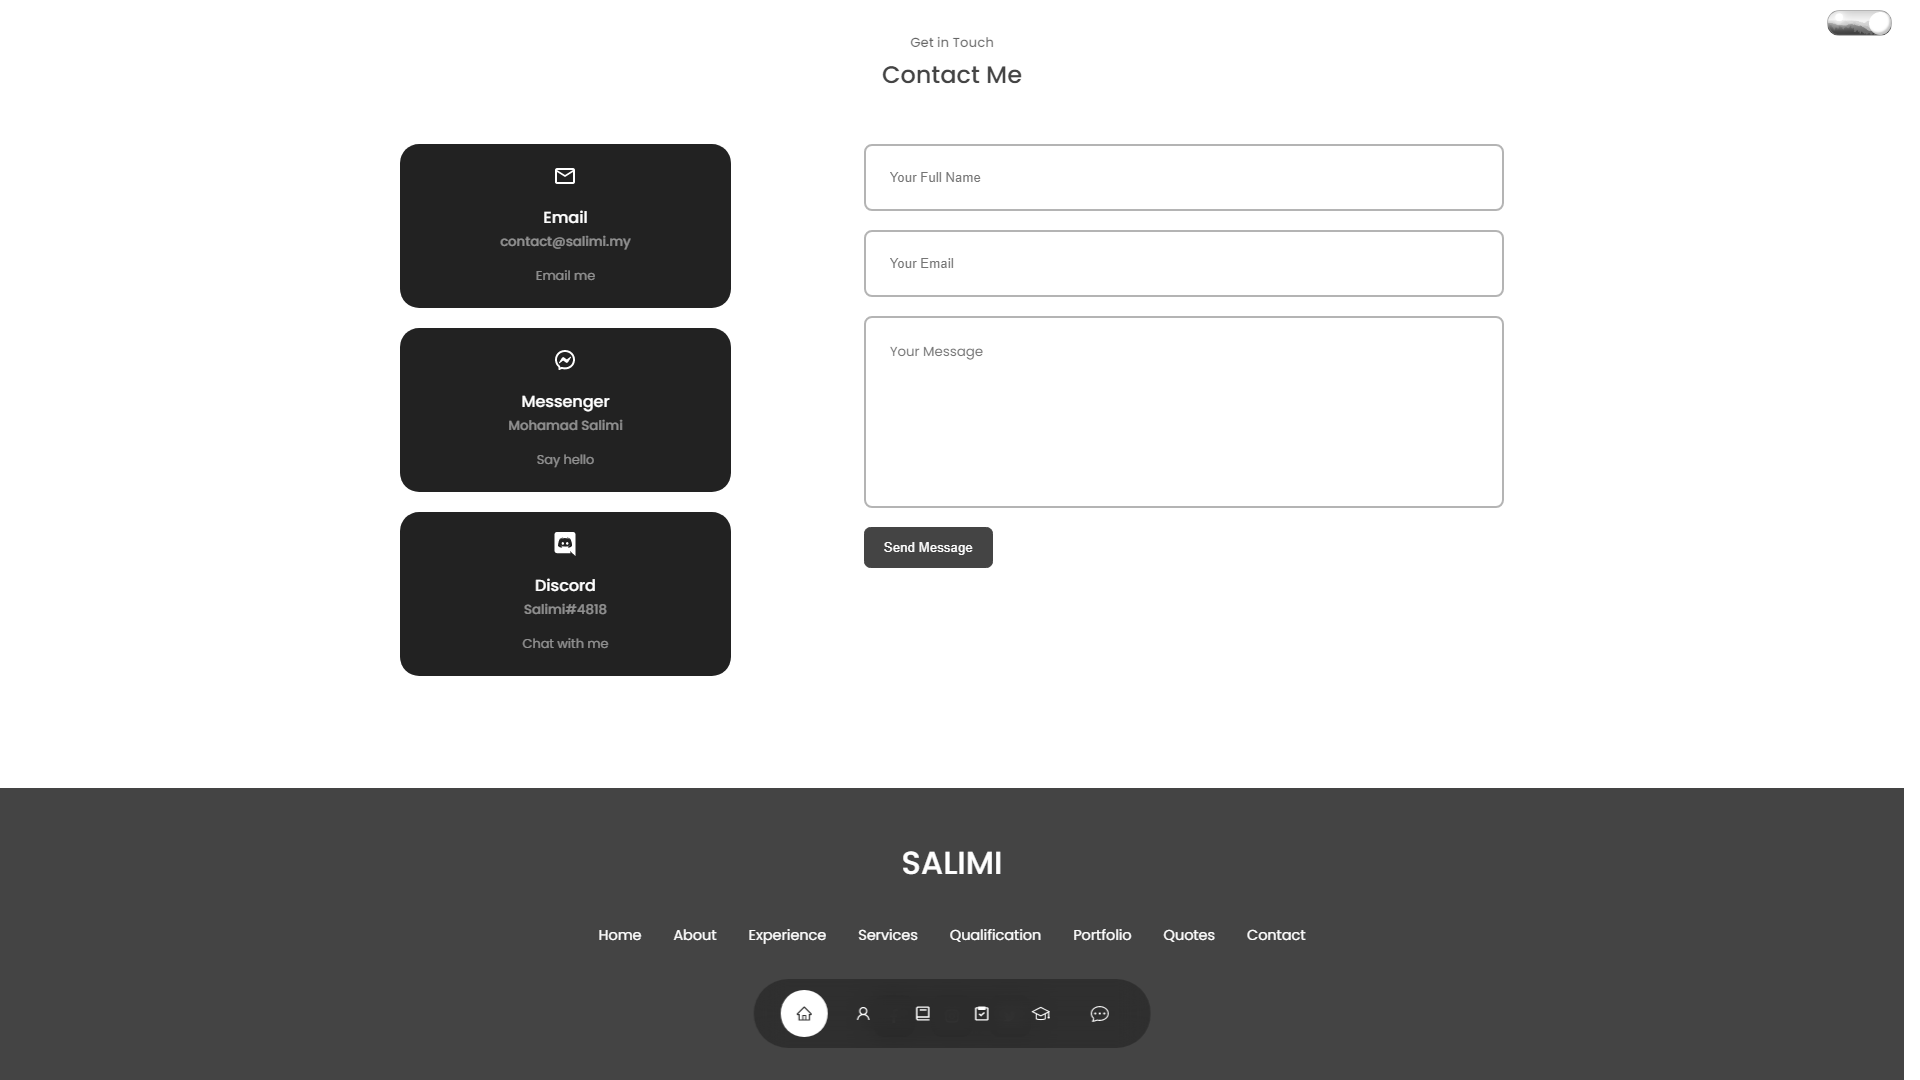 Get in Touch
Contact Me
Email
contact@salimi.my
Email me
Messenger
Mohamad Salimi
Say hello
Discord
Salimi#4818
Chat with me
Your Full Name
Your Email
Your Message
Send Message
SALIMI
Home About Experience Services Qualification Portfolio Quotes Contact